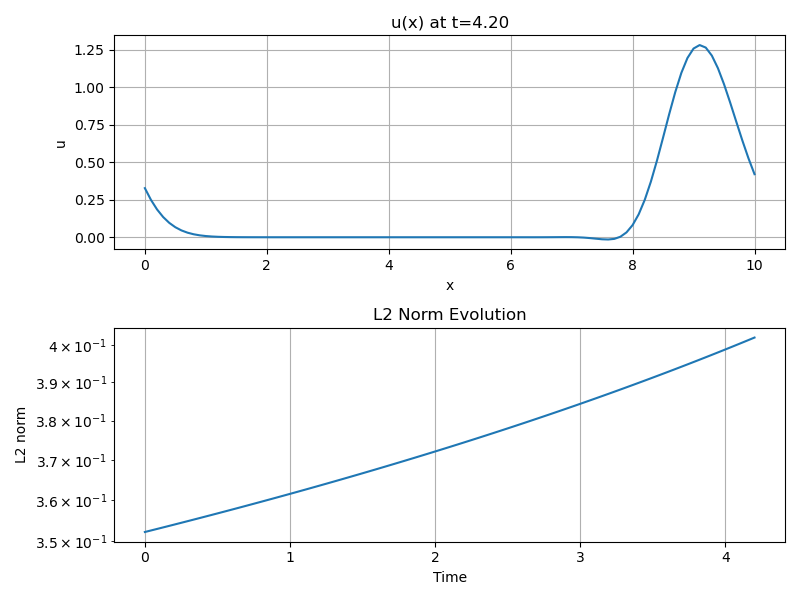 u(x) at t=4.20
1.25
1.00
0.75
0.50
0.25
0.00
u
0 2 4 6 8 10
x
L2 Norm Evolution
4 × 10⁻¹
3.9 × 10⁻¹
3.8 × 10⁻¹
3.7 × 10⁻¹
3.6 × 10⁻¹
3.5 × 10⁻¹
L2 norm
0 1 2 3 4
Time